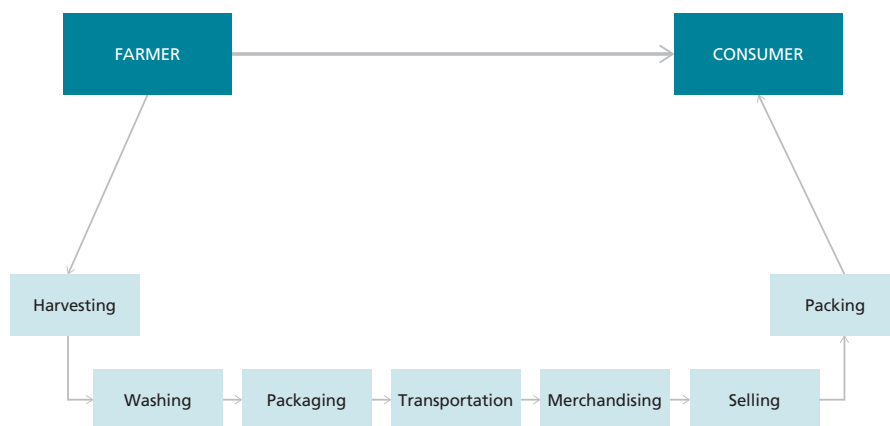 FARMER
CONSUMER
Harvesting
Packing
Washing
Packaging
Transportation
Merchandising
Selling